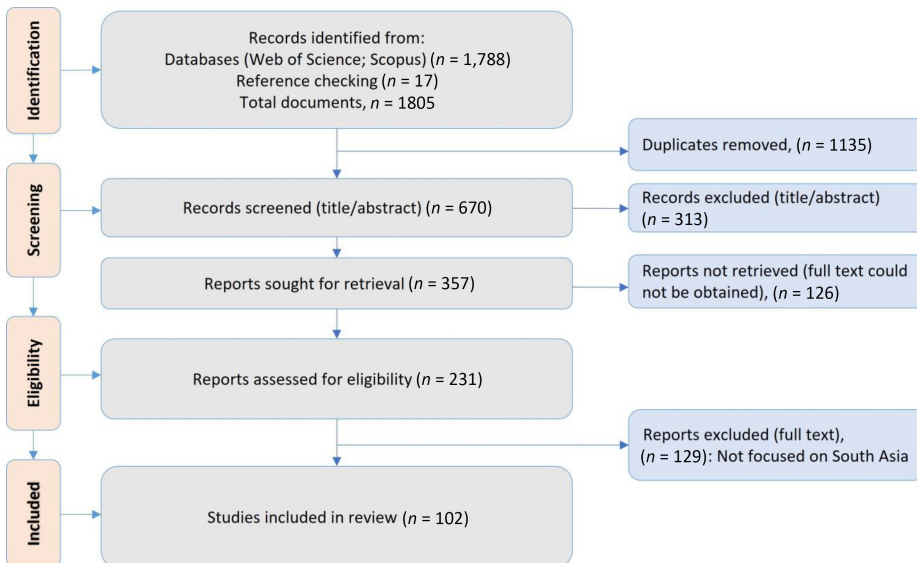 Identification
Records identified from:
Databases (Web of Science; Scopus) (n = 1,788)
Reference checking (n = 17)
Total documents, n = 1805
Duplicates removed, (n = 1135)
Screening
Records screened (title/abstract) (n = 670)
Records excluded (title/abstract)
(n = 313)
Reports sought for retrieval (n = 357)
Reports not retrieved (full text could
not be obtained), (n = 126)
Eligibility
Reports assessed for eligibility (n = 231)
Reports excluded (full text),
(n = 129): Not focused on South Asia
Included
Studies included in review (n = 102)